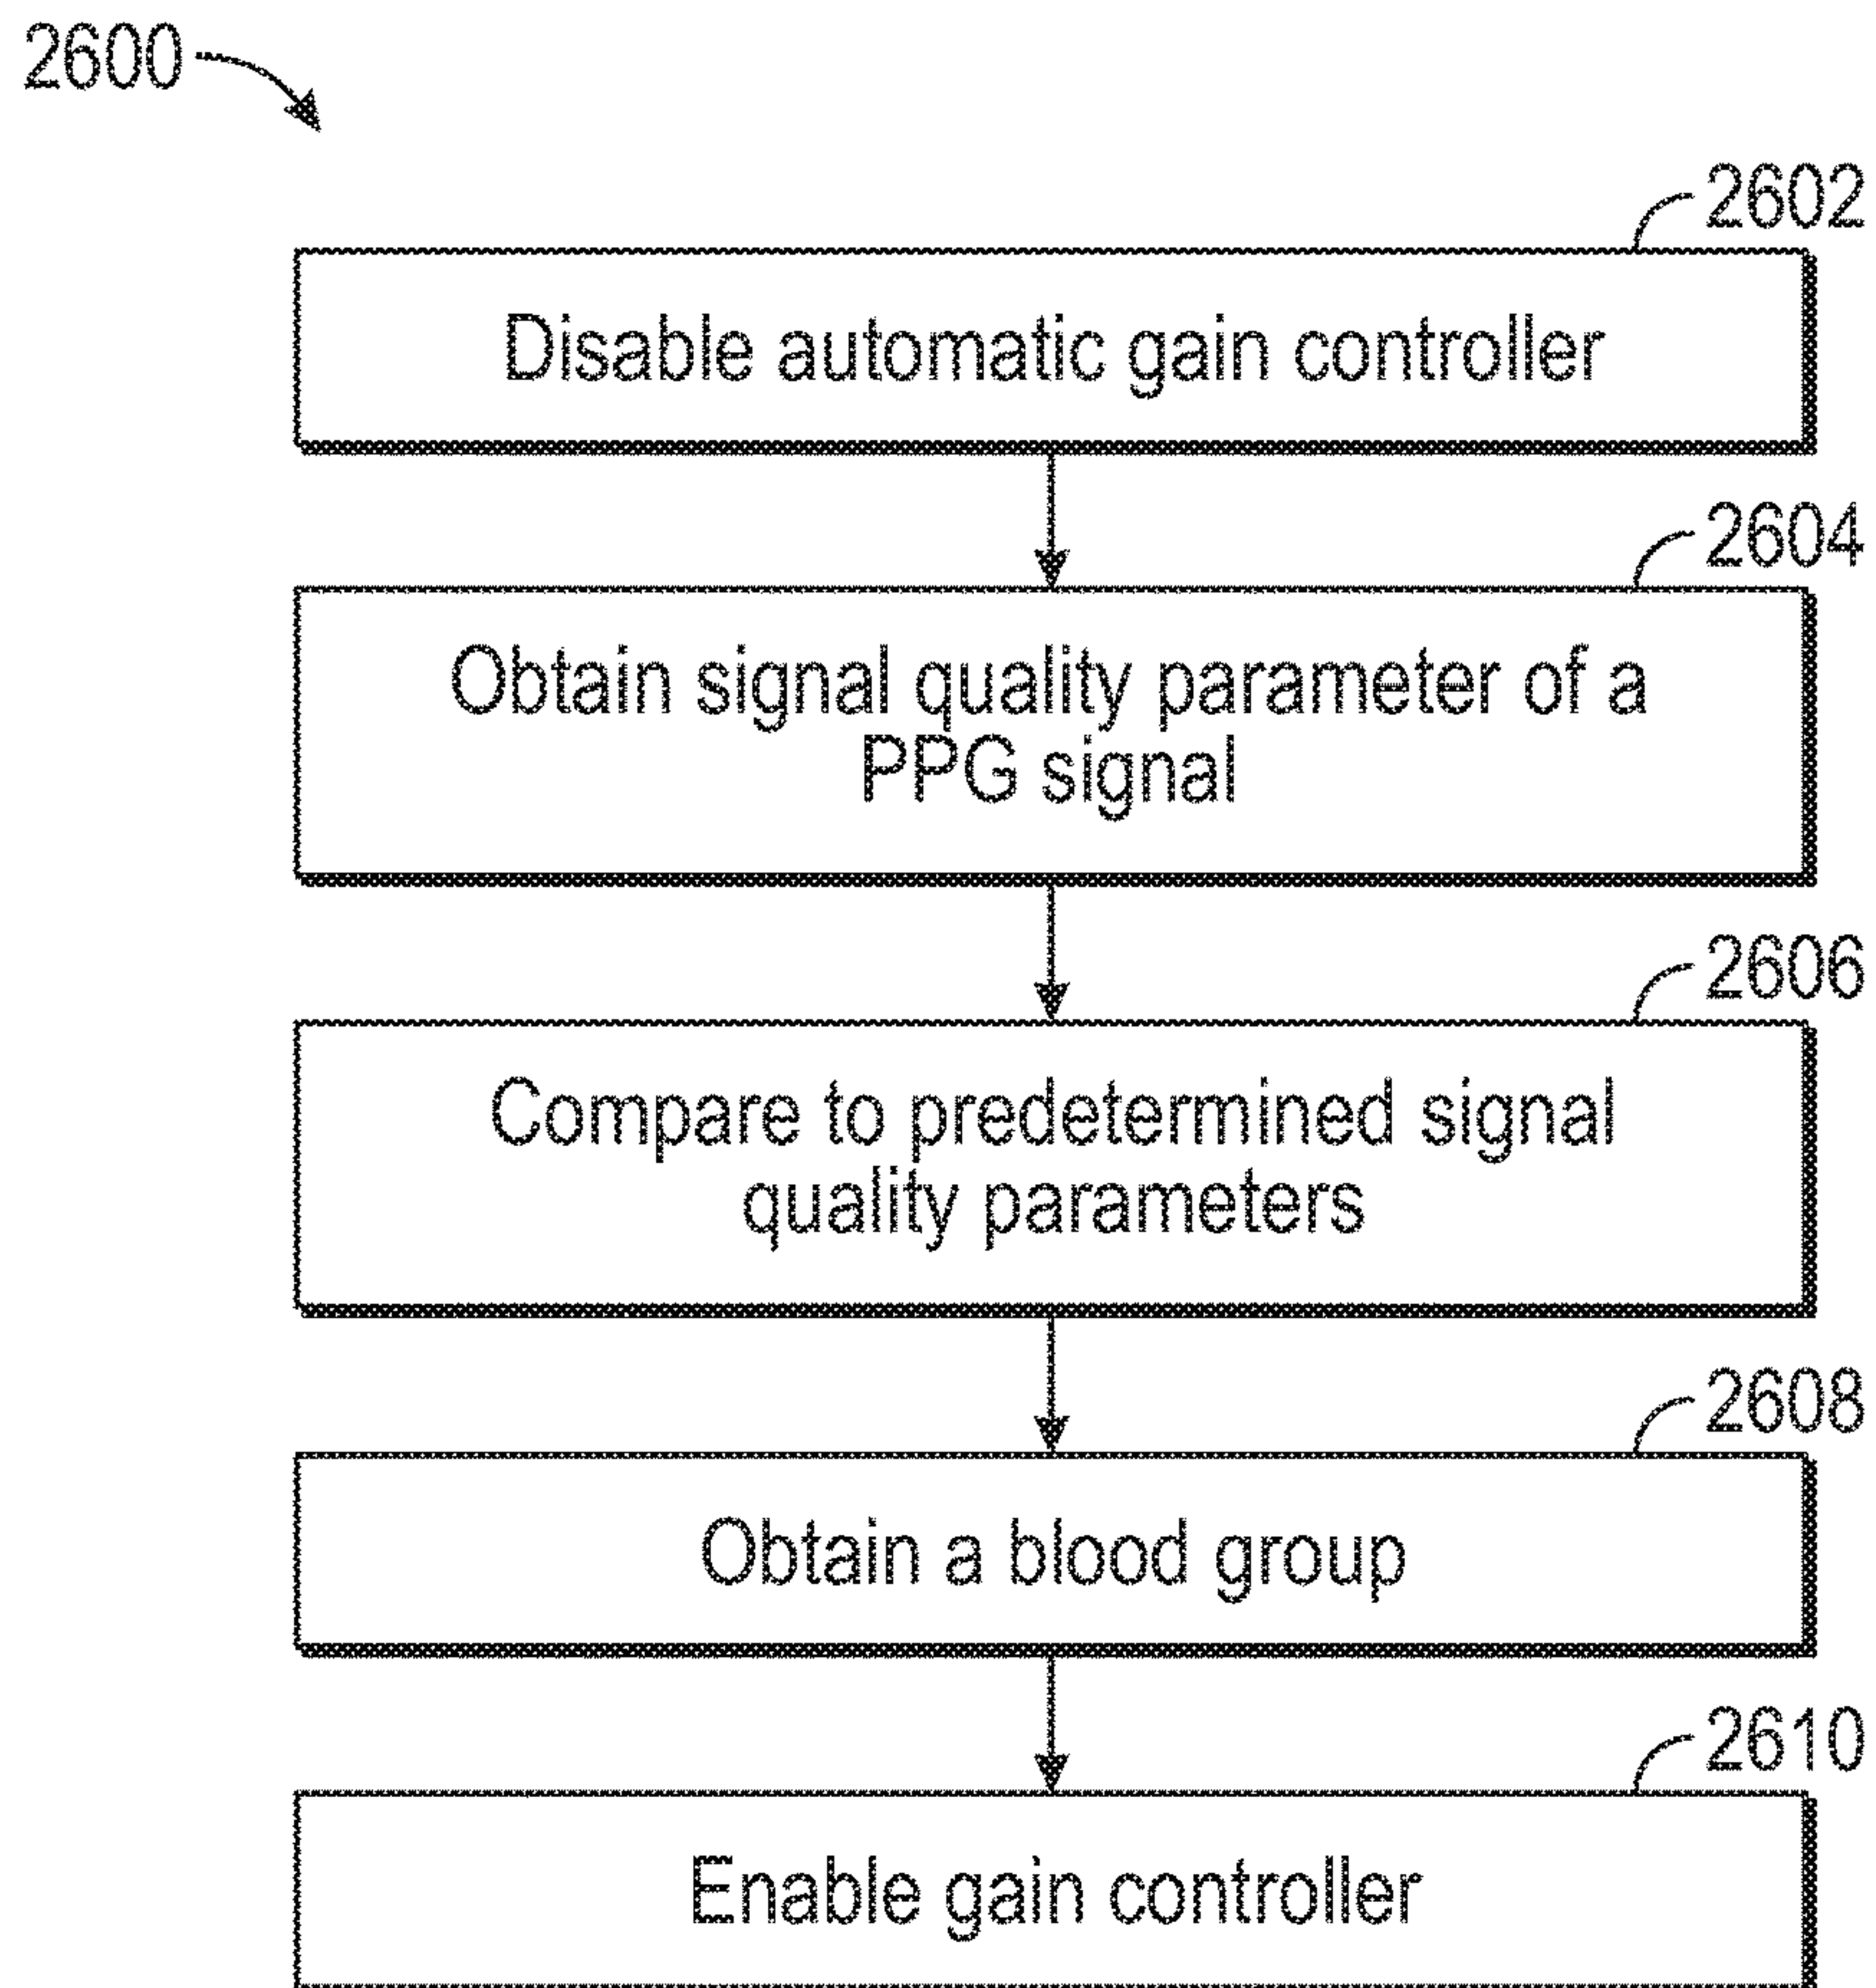 2600
2602
Disable automatic gain controller
2604
Obtain signal quality parameter of a
PPG signal
2606
Compare to predetermined signal
quality parameters
2608
Obtain a blood group
2610
Enable gain controller